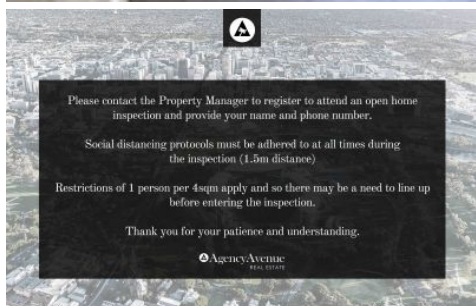 Please contact the Property Manager to register to attend an open home
inspection and provide your name and phone number.
Social distancing protocols must be adhered to at all times during
the inspection (1.5m distance)
Restrictions of 1 person per 4sqm apply and so there may be a need to line up
before entering the inspection.
Thank you for your patience and understanding.
AgencyAvenue
REAL ESTATE